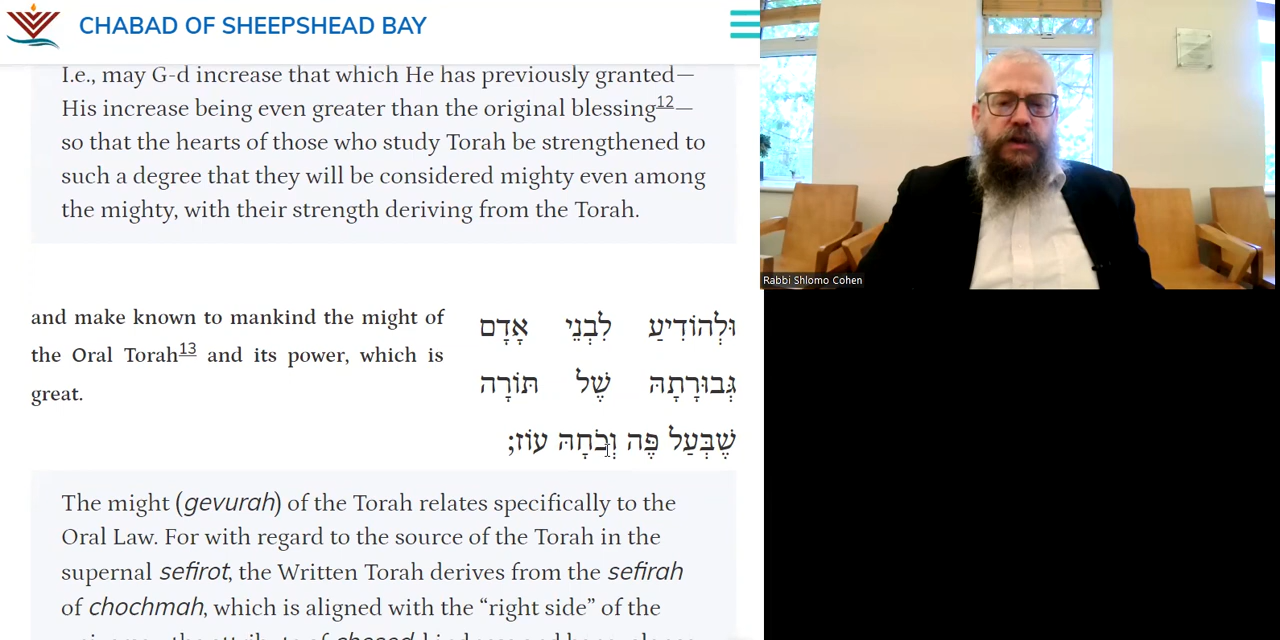 CHABAD OF SHEEPSHEAD BAY
I.e., may G-d increase that which He has previously granted—
His increase being even greater than the original blessing12—
so that the hearts of those who study Torah be strengthened to
such a degree that they will be considered mighty even among
the mighty, with their strength deriving from the Torah.
and make known to mankind the might of
the Oral Torah13 and its power, which is
great.
וּלְהוֹדִיעַ לִבְנֵי אָדָם
גְּבוּרָתָהּ שֶׁל תּוֹרָה
שֶׁבְּעַל פֶּה וְכֹחָהּ עוֹז;
The might (gevurah) of the Torah relates specifically to the
Oral Law. For with regard to the source of the Torah in the
supernal sefirot, the Written Torah derives from the sefirah
of chochmah, which is aligned with the “right side” of the
Rabbi Shlomo Cohen